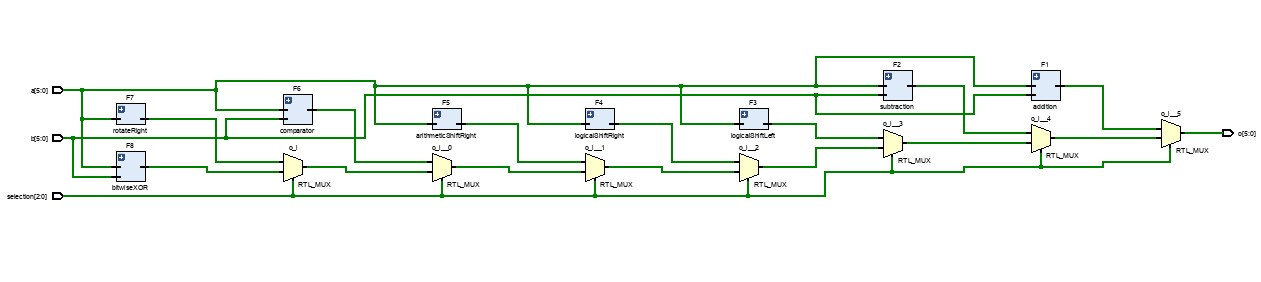 F2
F1
a[5:0]
F7
F6
F5
F4
F3
subtraction
addition
o_i__5
rotateRight
comparator
arithmeticShiftRight
logicalShiftRight
logicalShiftLeft
o_i__3
o_i__4
b[5:0]
o[5:0]
F8
o_i
o_i__0
o_i__1
o_i__2
RTL_MUX
RTL_MUX
RTL_MUX
bitwiseXOR
RTL_MUX
RTL_MUX
RTL_MUX
RTL_MUX
selection[2:0]